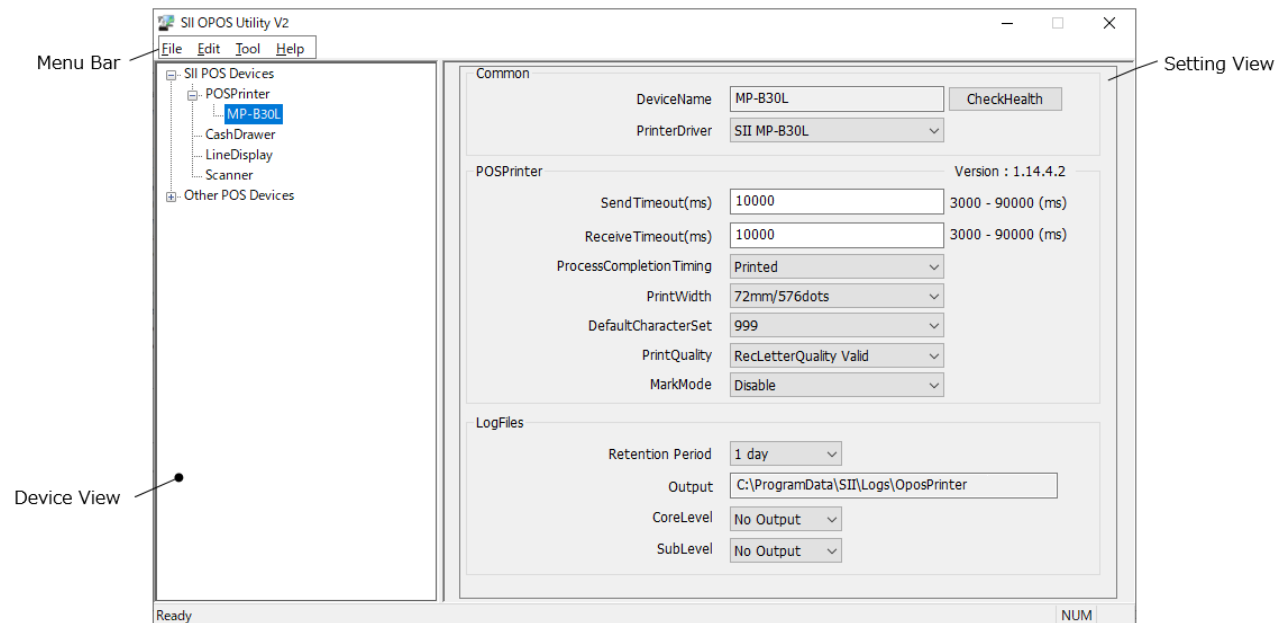 SII OPOS Utility V2
Menu Bar
File Edit Tool Help
Setting View
SII POS Devices
POSPrinter
MP-B30L
CashDrawer
LineDisplay
Scanner
Other POS Devices
Device View
Common
DeviceName MP-B30L CheckHealth
PrinterDriver SII MP-B30L
POSPrinter Version : 1.14.4.2
SendTimeout(ms) 10000 3000 - 90000 (ms)
ReceiveTimeout(ms) 10000 3000 - 90000 (ms)
ProcessCompletionTiming Printed
PrintWidth 72mm/576dots
DefaultCharacterSet 999
PrintQuality RecLetterQuality Valid
MarkMode Disable
LogFiles
Retention Period 1 day
Output C:\ProgramData\SII\Logs\OposPrinter
CoreLevel No Output
SubLevel No Output
Ready NUM